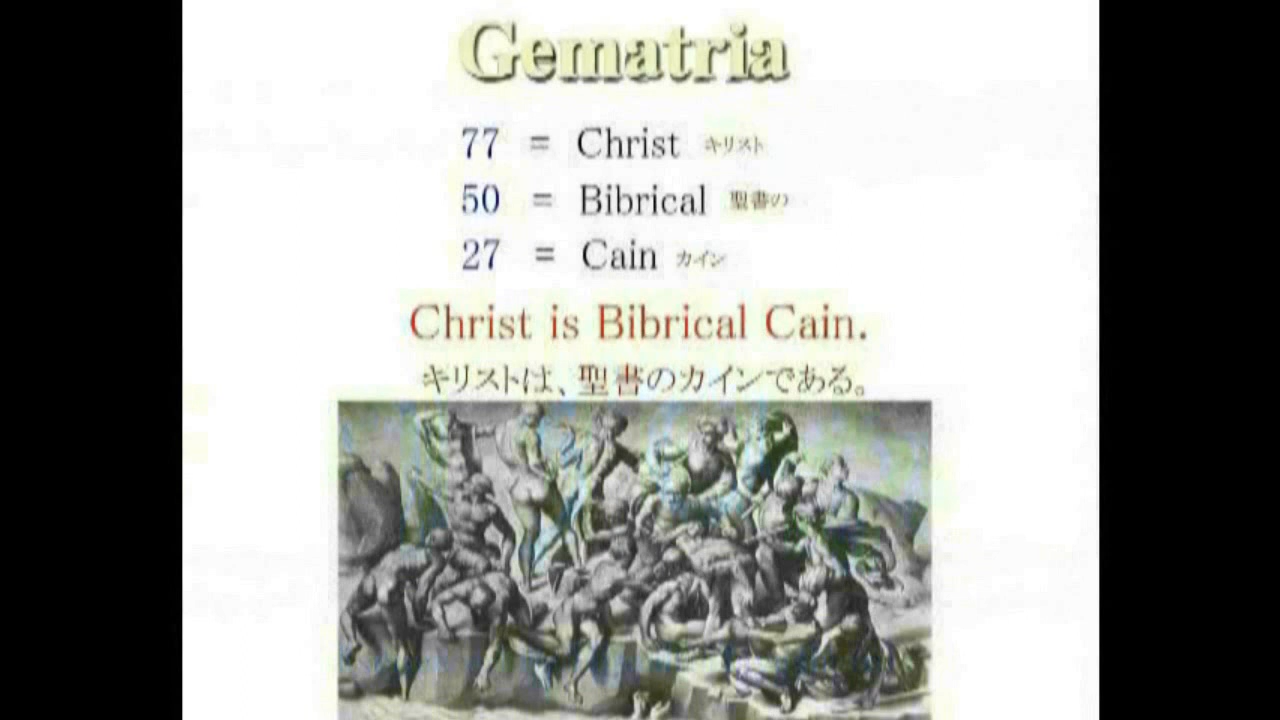 Gematria
77 = Christ キリスト
50 = Bibrical 聖書の
27 = Cain カイン
Christ is Bibrical Cain.
キリストは、聖書のカインである。